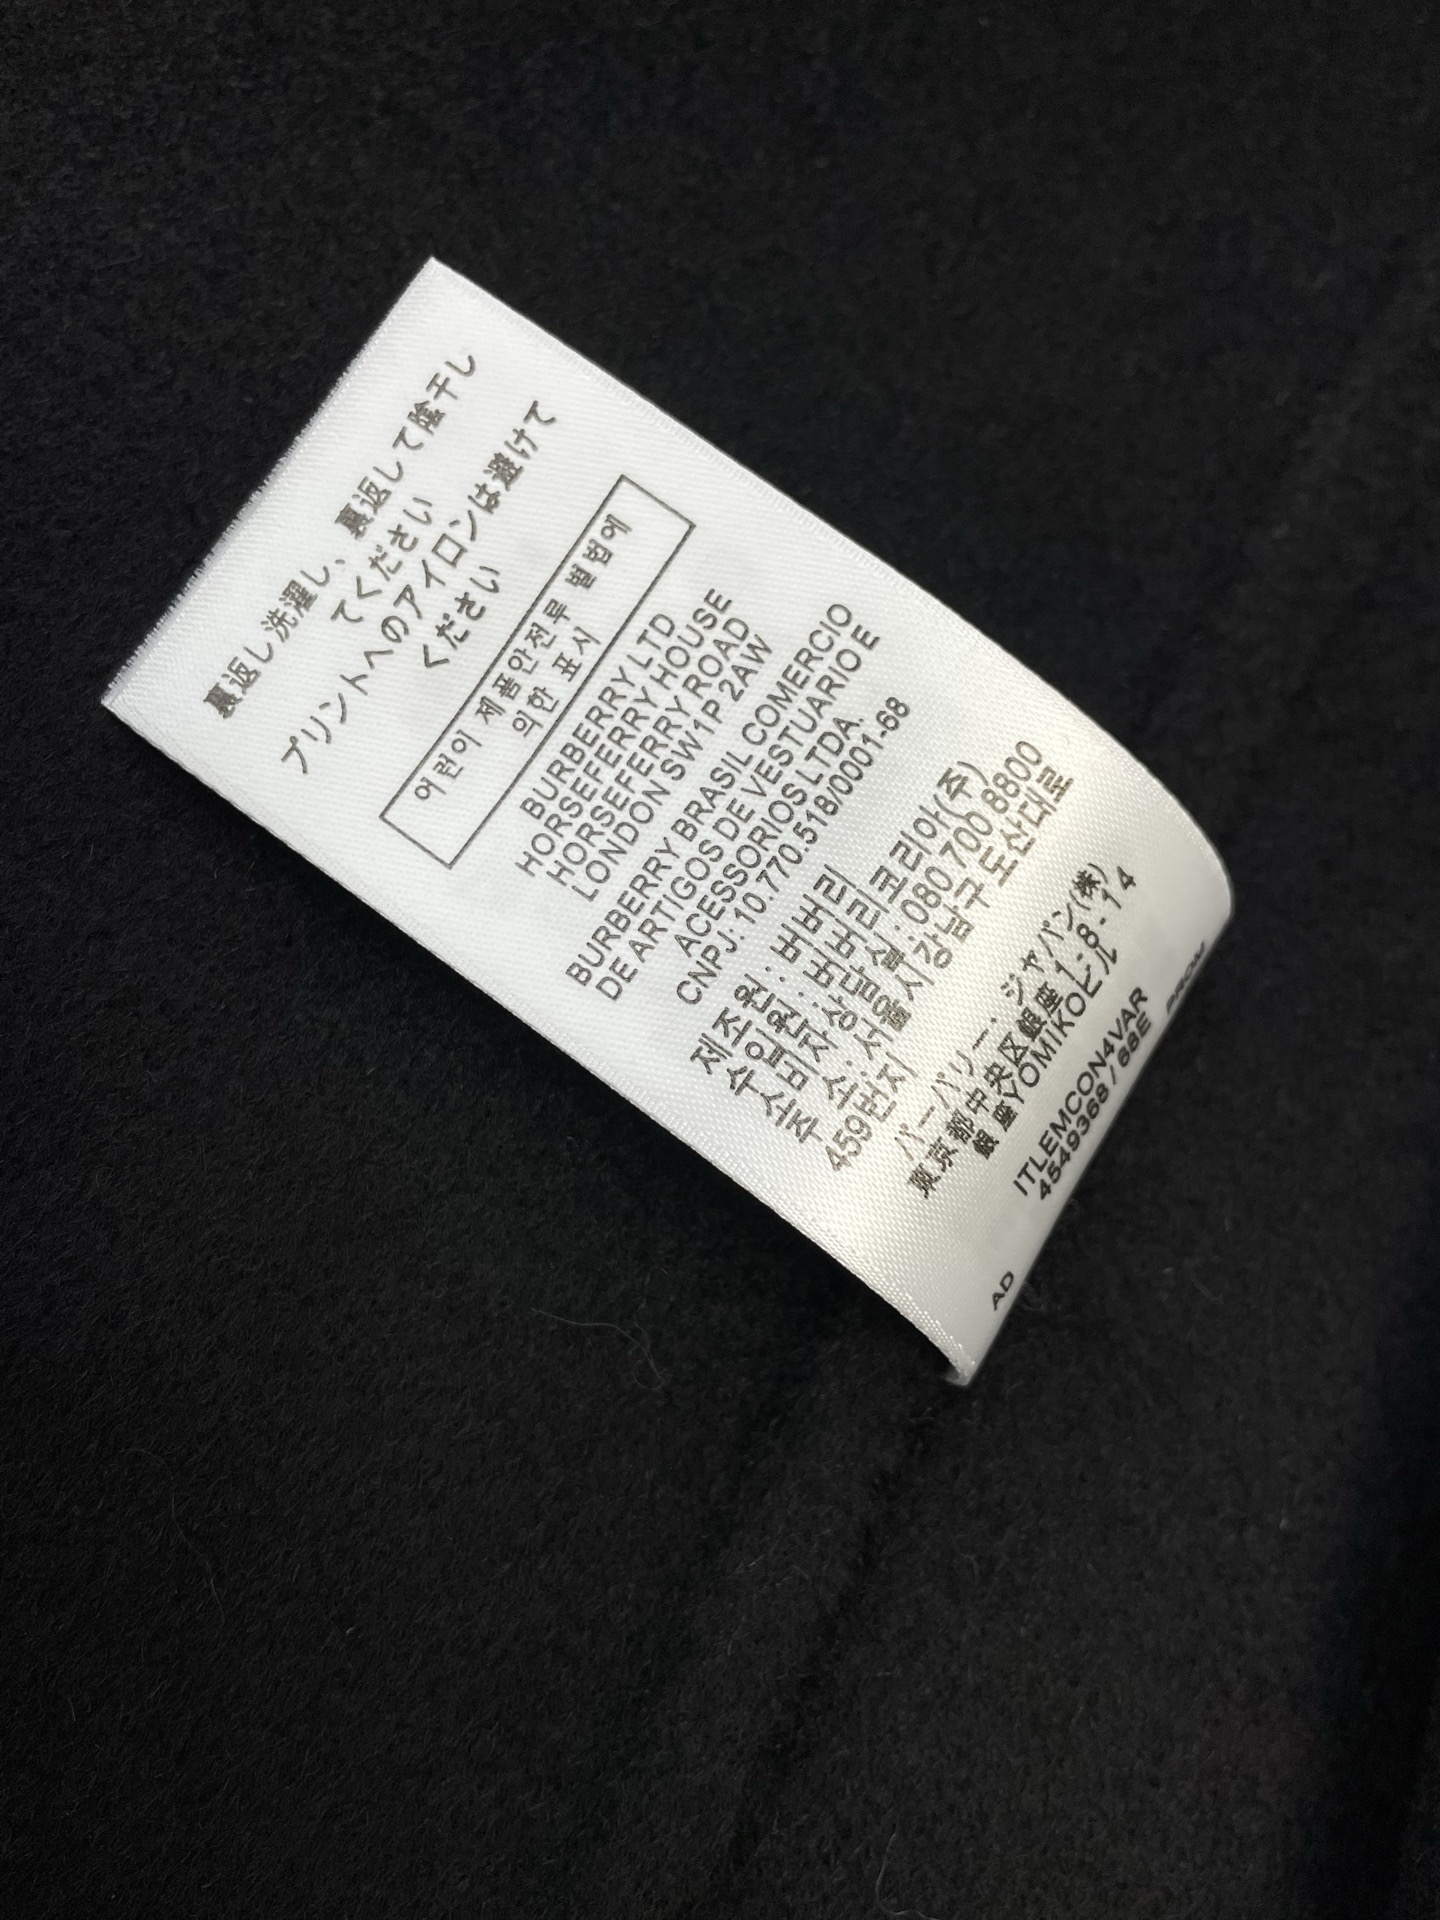 裏返し洗濯し、裏返して陰干し
てください
プリントへのアイロンは避けて
ください
어린이 제품안전류 별법에
의한 표시
BURBERRY LTD
HORSEFERRY HOUSE
HORSEFERRY ROAD
LONDON SW1P 2AW
BURBERRY BRASIL COMERCIO
DE ARTIGOS DE VESTUARIO E
ACESSORIOS LTDA.
CNPJ: 10.770.518/0001-68
제조원 : 버버리
수입원 : 버버리코리아(주)
소비자상담실 : 080 700 8800
주 소 : 서울시 강남구 도산대로
459번지
バーバリー・ジャパン(株)
東京都中央区銀座1-8-14
銀座YOMIKOビル
ITLEMCON4VAR
4549368 / 68E PRON
AD